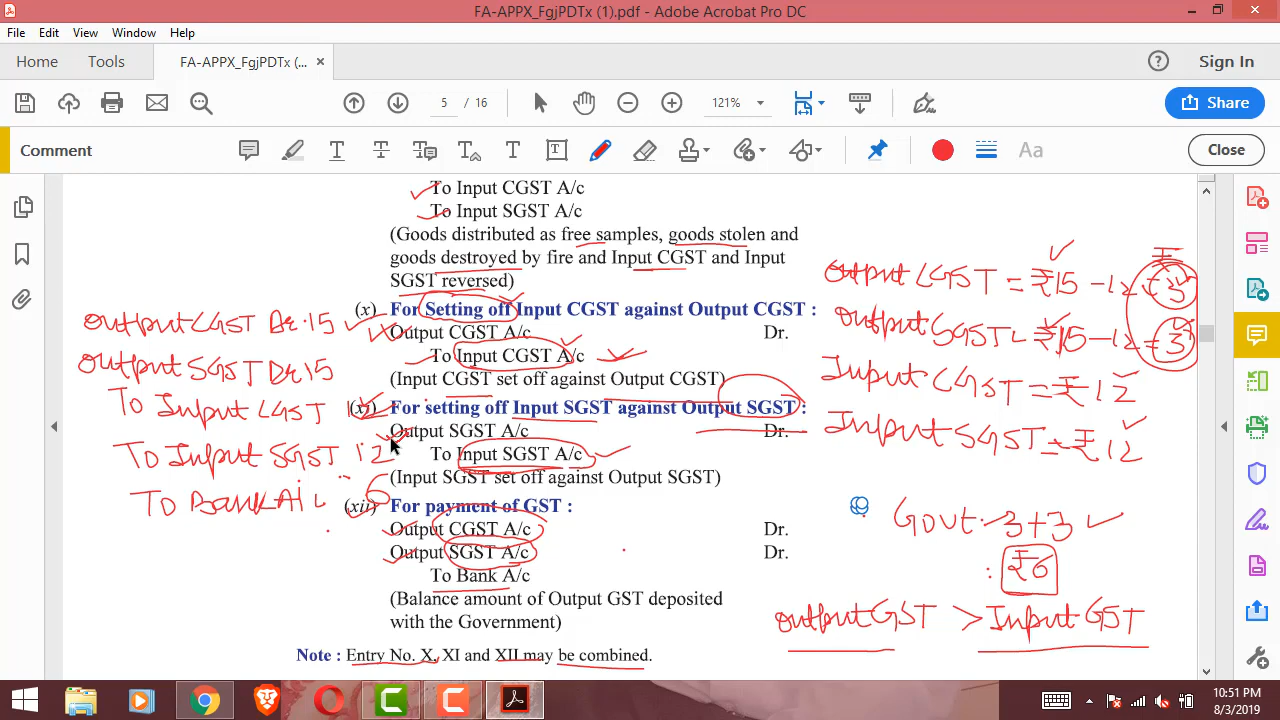 FA-APPX_FgjPDTx (1).pdf - Adobe Acrobat Pro DC
File Edit View Window Help
Home Tools FA-APPX_FgjPDTx (... × Sign In
5 / 16 121% Share
Comment Aa Close
To Input CGST A/c
To Input SGST A/c
(Goods distributed as free samples, goods stolen and
goods destroyed by fire and Input CGST and Input
SGST reversed)
(x) For Setting off Input CGST against Output CGST :
Output CGST A/c Dr.
To Input CGST A/c
(Input CGST set off against Output CGST)
(xi) For setting off Input SGST against Output SGST :
Output SGST A/c Dr.
To Input SGST A/c
(Input SGST set off against Output SGST)
(xii) For payment of GST :
Output CGST A/c Dr.
Output SGST A/c Dr.
To Bank A/c
(Balance amount of Output GST deposited
with the Government)
Note : Entry No. X, XI and XII may be combined.
Output CGST Dr. 15
Output SGST Dr 15
To Input CGST 1
To Input SGST 12
To Bank A/c 6
₹
Output CGST = ₹15 - 12 = 3
Output SGST = ₹15 - 12 = 3
Input CGST = ₹12
Input SGST = ₹12
Govt. 3+3
: ₹6
output GST > Input GST
10:51 PM
8/3/2019